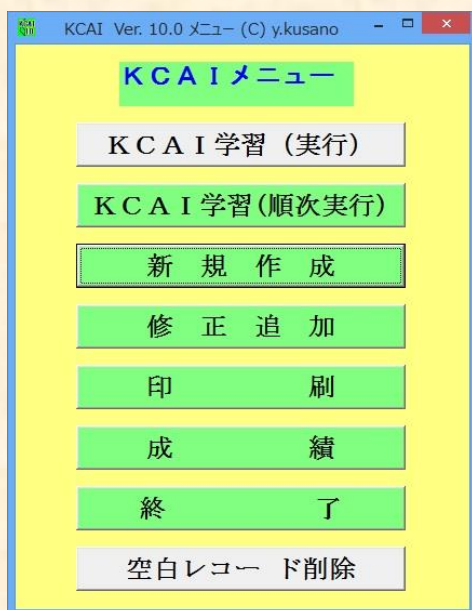 KCAI Ver. 10.0 メニュー (C) y.kusano
ＫＣＡＩメニュー
ＫＣＡＩ学習（実行）
ＫＣＡＩ学習(順次実行)
新　規　作　成
修　正　追　加
印　　　　　刷
成　　　　　績
終　　　　　了
空白レコード削除